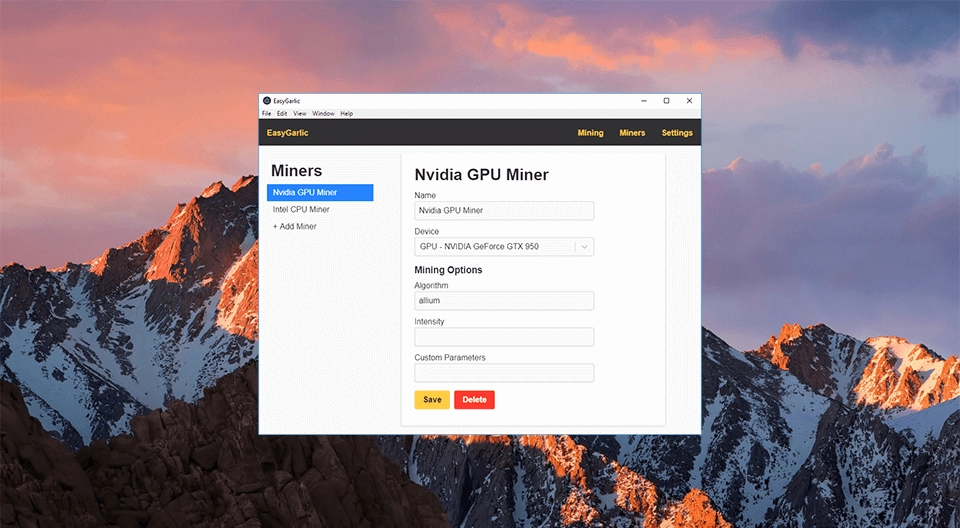 EasyGarlic
File Edit View Window Help
EasyGarlic Mining Miners Settings
Miners
Nvidia GPU Miner
Intel CPU Miner
+ Add Miner
Nvidia GPU Miner
Name
Nvidia GPU Miner
Device
GPU - NVIDIA GeForce GTX 950
Mining Options
Algorithm
allium
Intensity
Custom Parameters
Save Delete